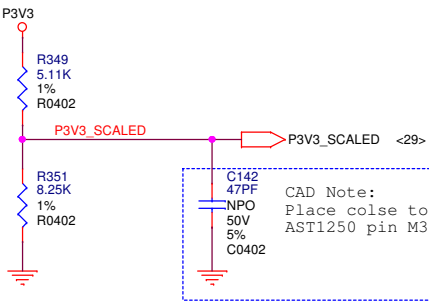 P3V3
R349
5.11K
1%
R0402
P3V3_SCALED
P3V3_SCALED <29>
R351
8.25K
1%
R0402
C142
47PF
NPO
50V
5%
C0402
CAD Note:
Place colse to
AST1250 pin M3